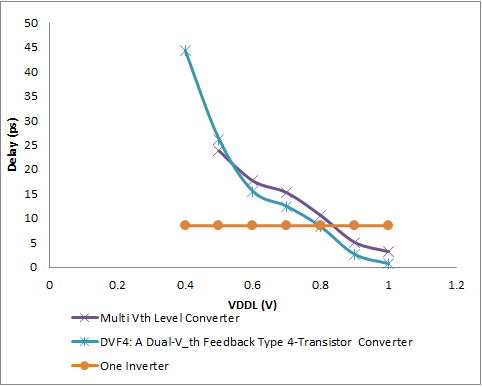 50
45
40
35
30
25
20
15
10
5
0
Delay (ps)
0 0.2 0.4 0.6 0.8 1 1.2
VDDL (V)
Multi Vth Level Converter
DVF4: A Dual-V_th Feedback Type 4-Transistor Converter
One Inverter